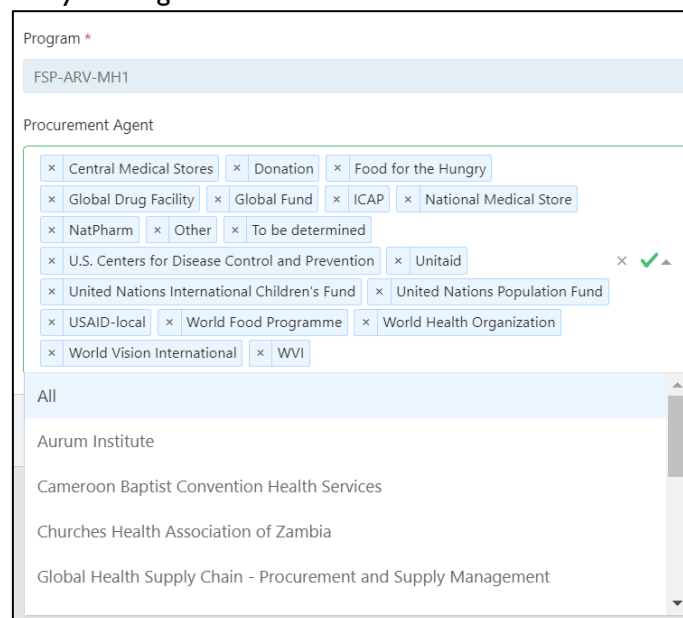 Program *
FSP-ARV-MH1
Procurement Agent
× Central Medical Stores × Donation × Food for the Hungry
× Global Drug Facility × Global Fund × ICAP × National Medical Store
× NatPharm × Other × To be determined
× U.S. Centers for Disease Control and Prevention × Unitaid
× United Nations International Children's Fund × United Nations Population Fund
× USAID-local × World Food Programme × World Health Organization
× World Vision International × WVI
All
Aurum Institute
Cameroon Baptist Convention Health Services
Churches Health Association of Zambia
Global Health Supply Chain - Procurement and Supply Management